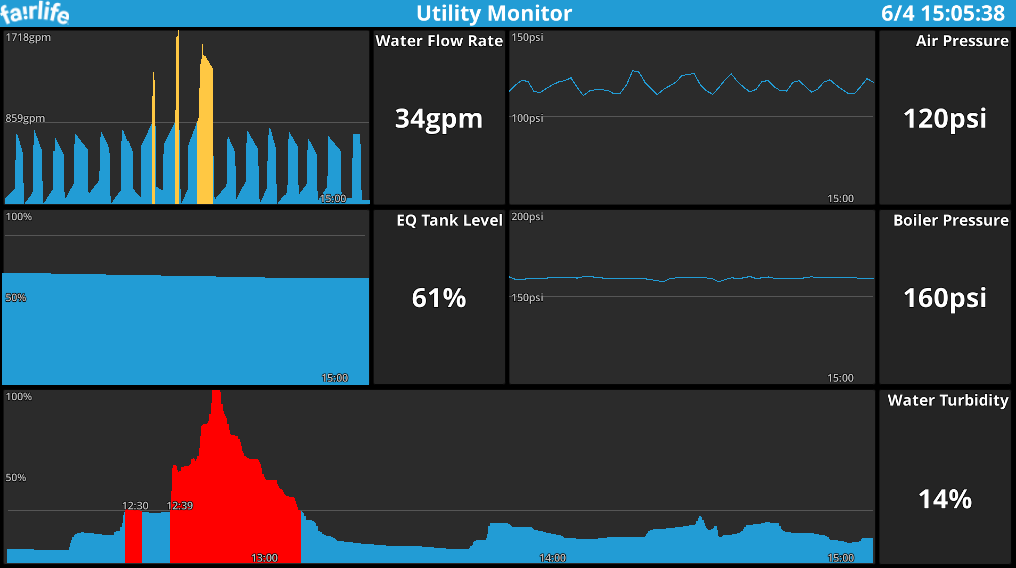 fa!rlife
Utility Monitor
6/4 15:05:38
1718gpm
859gpm
15:00
Water Flow Rate
34gpm
150psi
100psi
15:00
Air Pressure
120psi
100%
50%
15:00
EQ Tank Level
61%
200psi
150psi
15:00
Boiler Pressure
160psi
100%
50%
12:30
12:39
13:00
14:00
15:00
Water Turbidity
14%